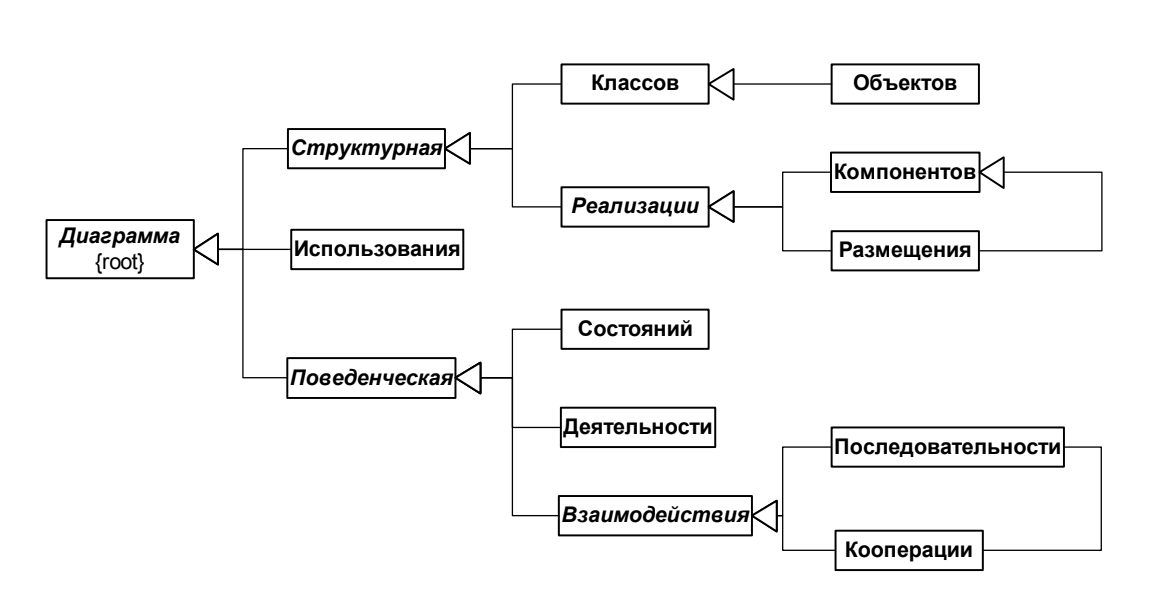 Классов
Объектов
Структурная
Компонентов
Реализации
Диаграмма
{root}
Использования
Размещения
Состояний
Поведенческая
Деятельности
Последовательности
Взаимодействия
Кооперации